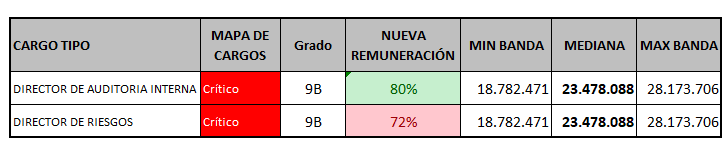 CARGO TIPO MAPA DE CARGOS Grado NUEVA REMUNERACIÓN MIN BANDA MEDIANA MAX BANDA
DIRECTOR DE AUDITORIA INTERNA Crítico 9B 80% 18.782.471 23.478.088 28.173.706
DIRECTOR DE RIESGOS Crítico 9B 72% 18.782.471 23.478.088 28.173.706